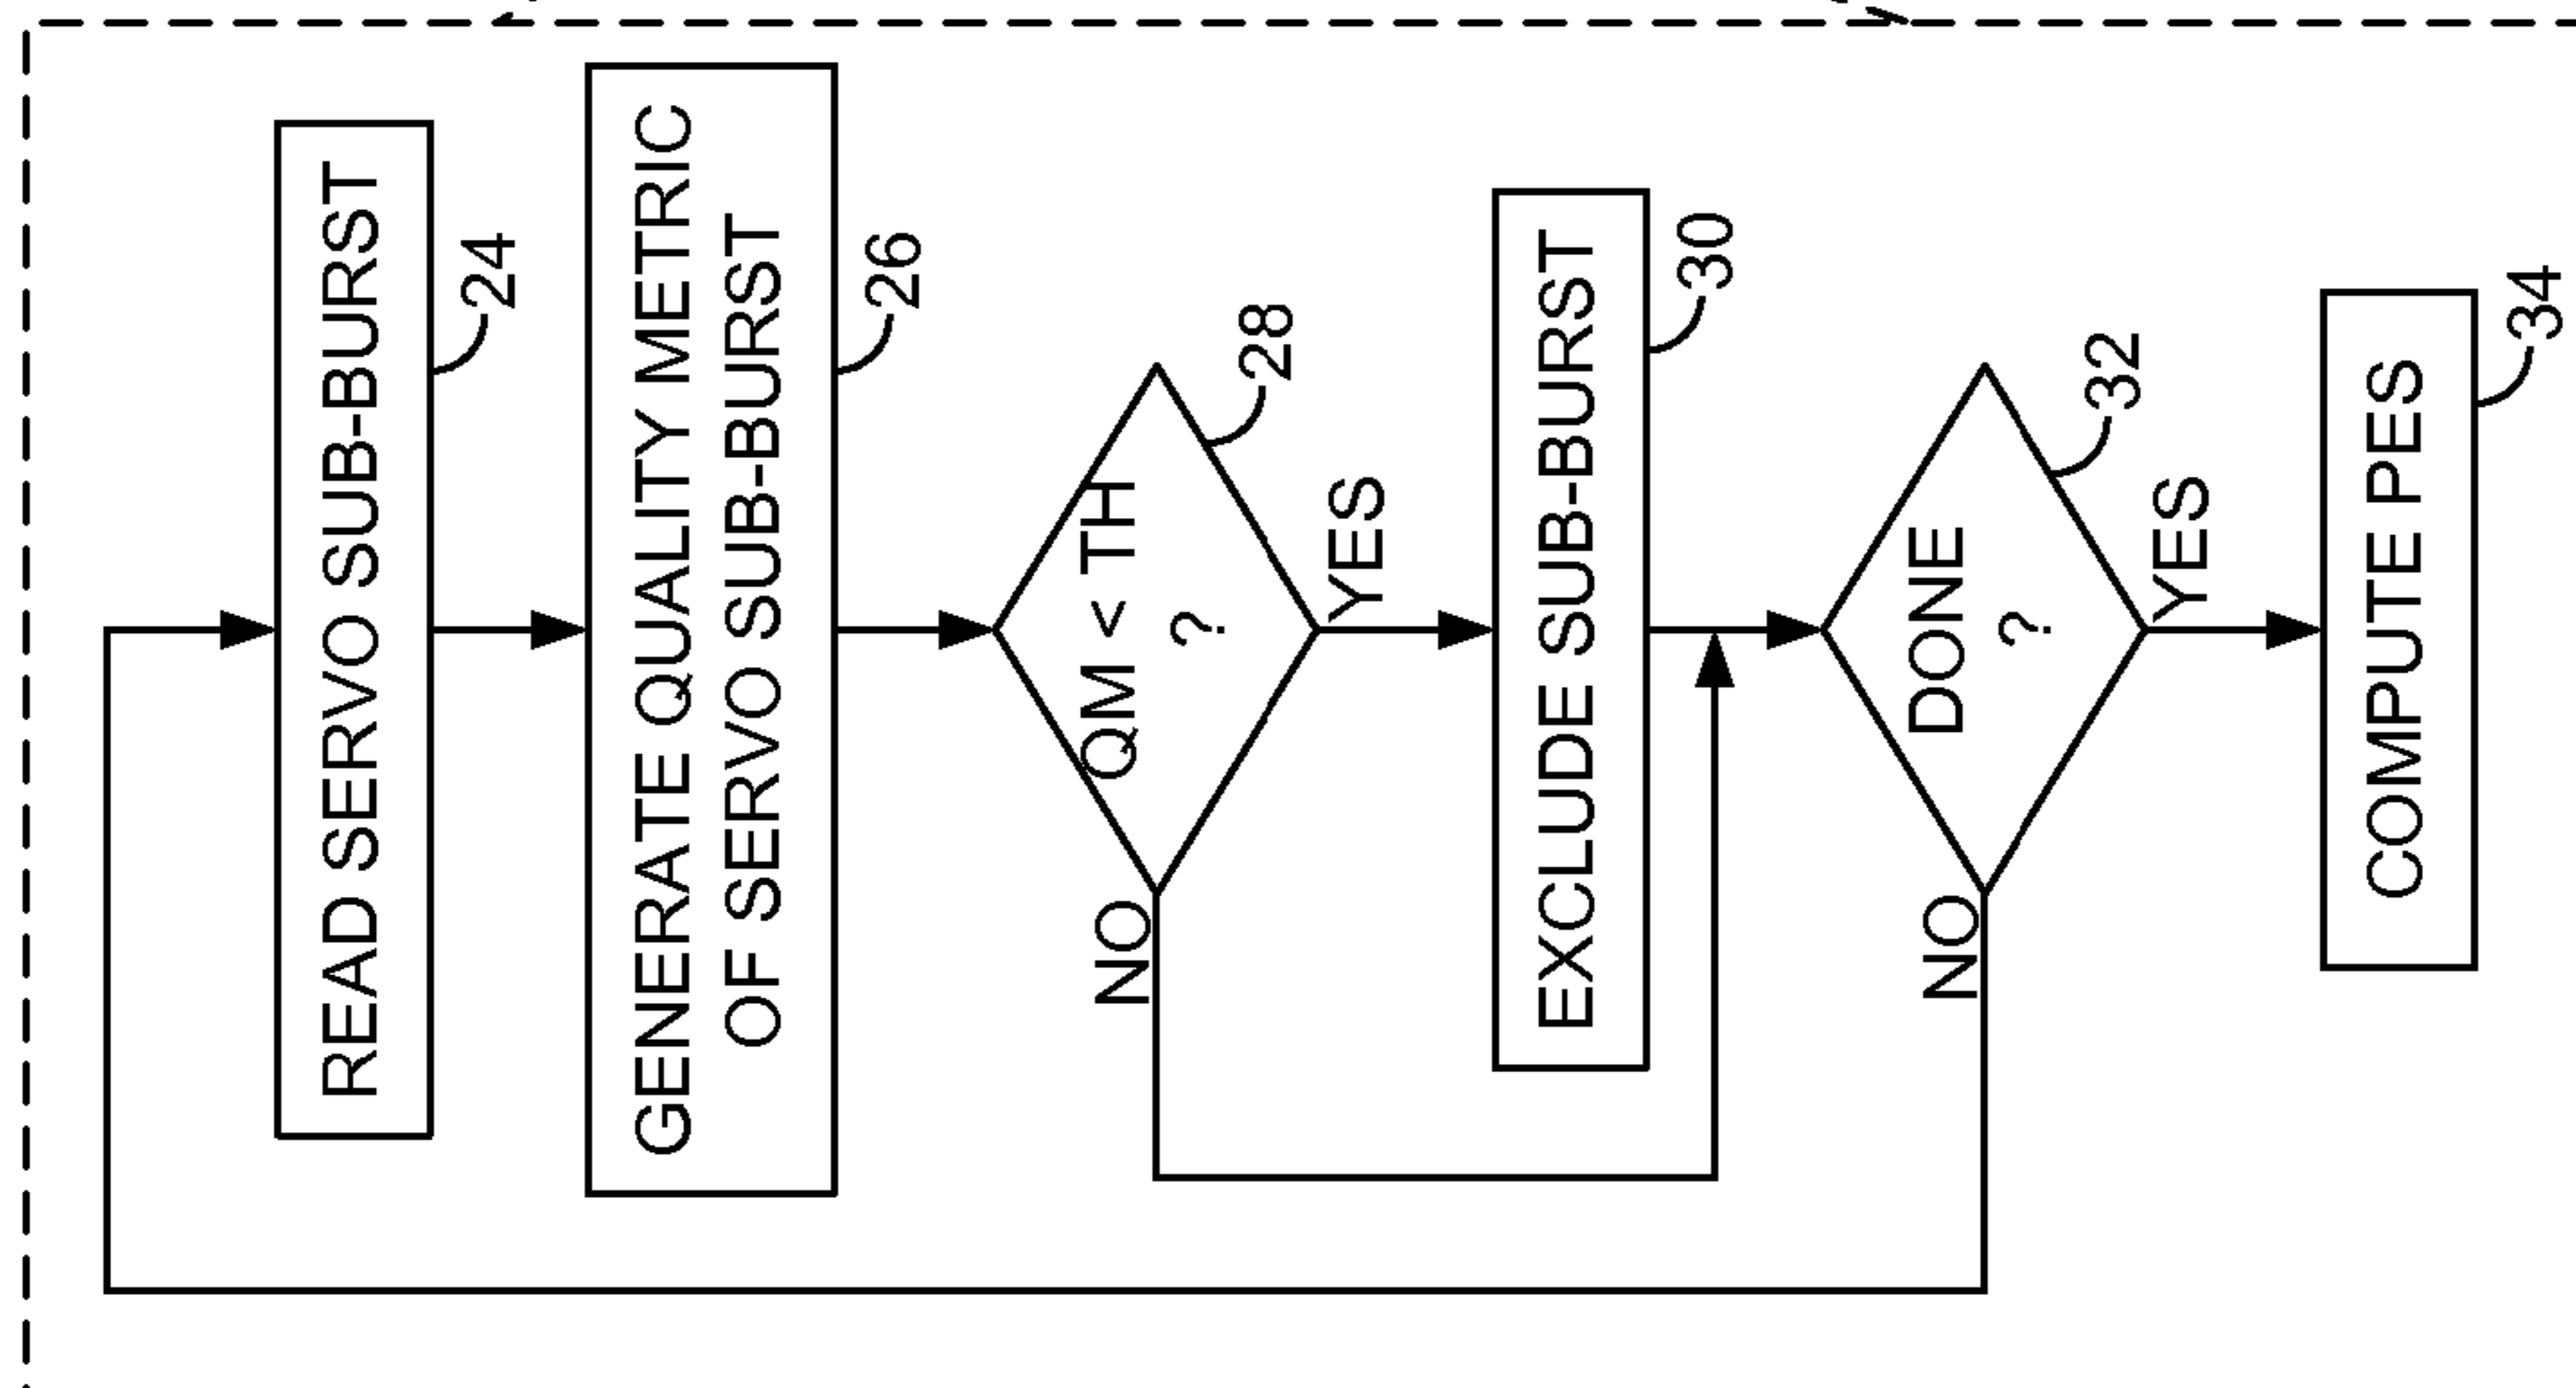 READ SERVO SUB-BURST
24
GENERATE QUALITY METRIC
OF SERVO SUB-BURST
26
QM < TH
?
28
NO
YES
EXCLUDE SUB-BURST
30
DONE
?
32
NO
YES
COMPUTE PES
34